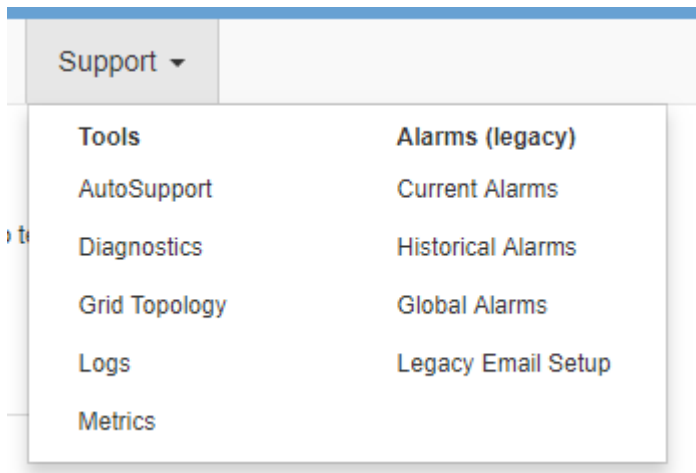 Support
Tools
AutoSupport
Diagnostics
Grid Topology
Logs
Metrics
Alarms (legacy)
Current Alarms
Historical Alarms
Global Alarms
Legacy Email Setup